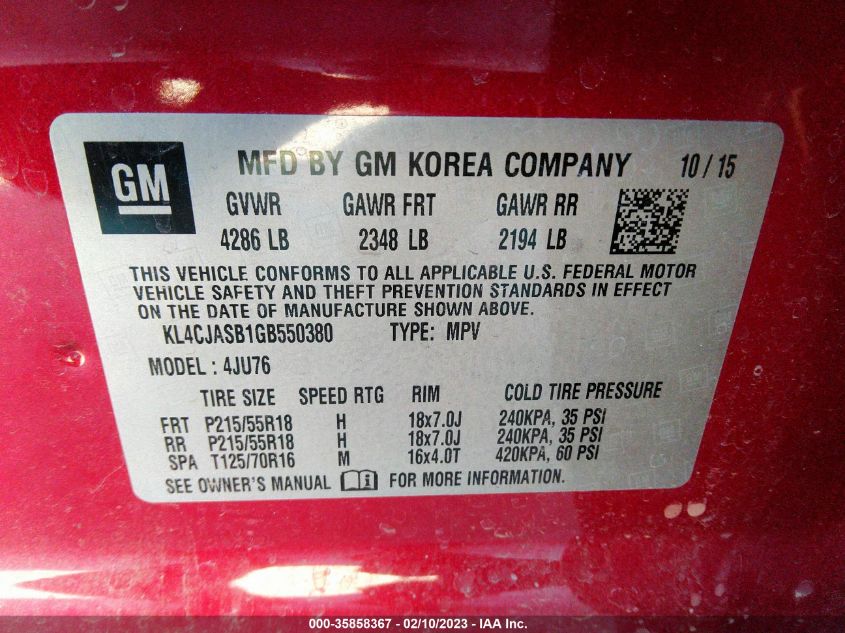 GM
MFD BY GM KOREA COMPANY 10 / 15
GVWR GAWR FRT GAWR RR
4286 LB 2348 LB 2194 LB
THIS VEHICLE CONFORMS TO ALL APPLICABLE U.S. FEDERAL MOTOR
VEHICLE SAFETY AND THEFT PREVENTION STANDARDS IN EFFECT
ON THE DATE OF MANUFACTURE SHOWN ABOVE.
KL4CJASB1GB550380 TYPE: MPV
MODEL : 4JU76
TIRE SIZE SPEED RTG RIM COLD TIRE PRESSURE
FRT P215/55R18 H 18x7.0J 240KPA, 35 PSI
RR P215/55R18 H 18x7.0J 240KPA, 35 PSI
SPA T125/70R16 M 16x4.0T 420KPA, 60 PSI
SEE OWNER'S MANUAL i FOR MORE INFORMATION.
000-35858367 - 02/10/2023 - IAA Inc.